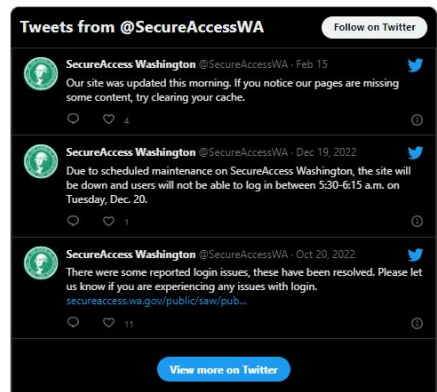 Tweets from @SecureAccessWA
Follow on Twitter
SecureAccess Washington @SecureAccessWA · Feb 15
Our site was updated this morning. If you notice our pages are missing
some content, try clearing your cache.
4
SecureAccess Washington @SecureAccessWA · Dec 19, 2022
Due to scheduled maintenance on SecureAccess Washington, the site will
be down and users will not be able to log in between 5:30-6:15 a.m. on
Tuesday, Dec. 20.
1
SecureAccess Washington @SecureAccessWA · Oct 20, 2022
There were some reported login issues, these have been resolved. Please let
us know if you are experiencing any issues with login.
secureaccess.wa.gov/public/saw/pub...
11
View more on Twitter